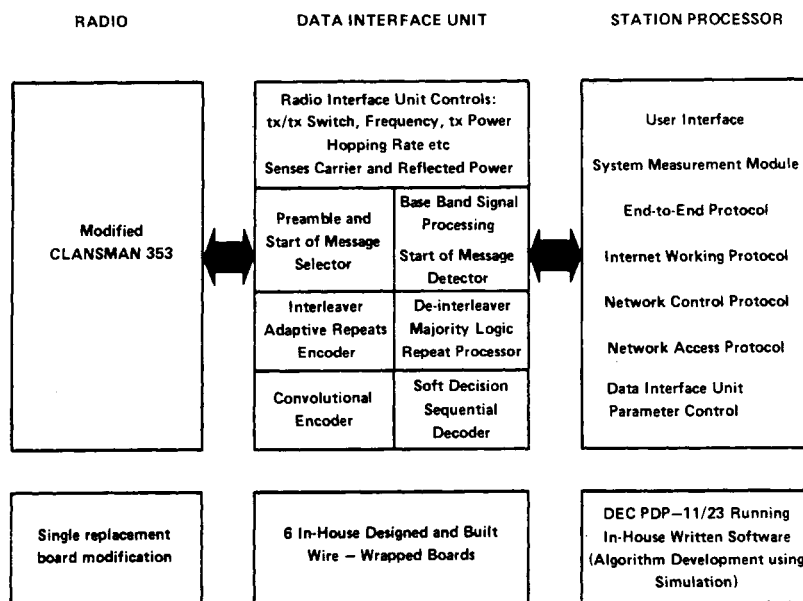 RADIO
DATA INTERFACE UNIT
STATION PROCESSOR
Modified
CLANSMAN 353
Radio Interface Unit Controls:
tx/tx Switch, Frequency, tx Power
Hopping Rate etc
Senses Carrier and Reflected Power
Preamble and
Start of Message
Selector
Base Band Signal
Processing
Start of Message
Detector
Interleaver
Adaptive Repeats
Encoder
De-interleaver
Majority Logic
Repeat Processor
Convolutional
Encoder
Soft Decision
Sequential
Decoder
User Interface
System Measurement Module
End-to-End Protocol
Internet Working Protocol
Network Control Protocol
Network Access Protocol
Data Interface Unit
Parameter Control
Single replacement
board modification
6 In-House Designed and Built
Wire – Wrapped Boards
DEC PDP–11/23 Running
In-House Written Software
(Algorithm Development using
Simulation)